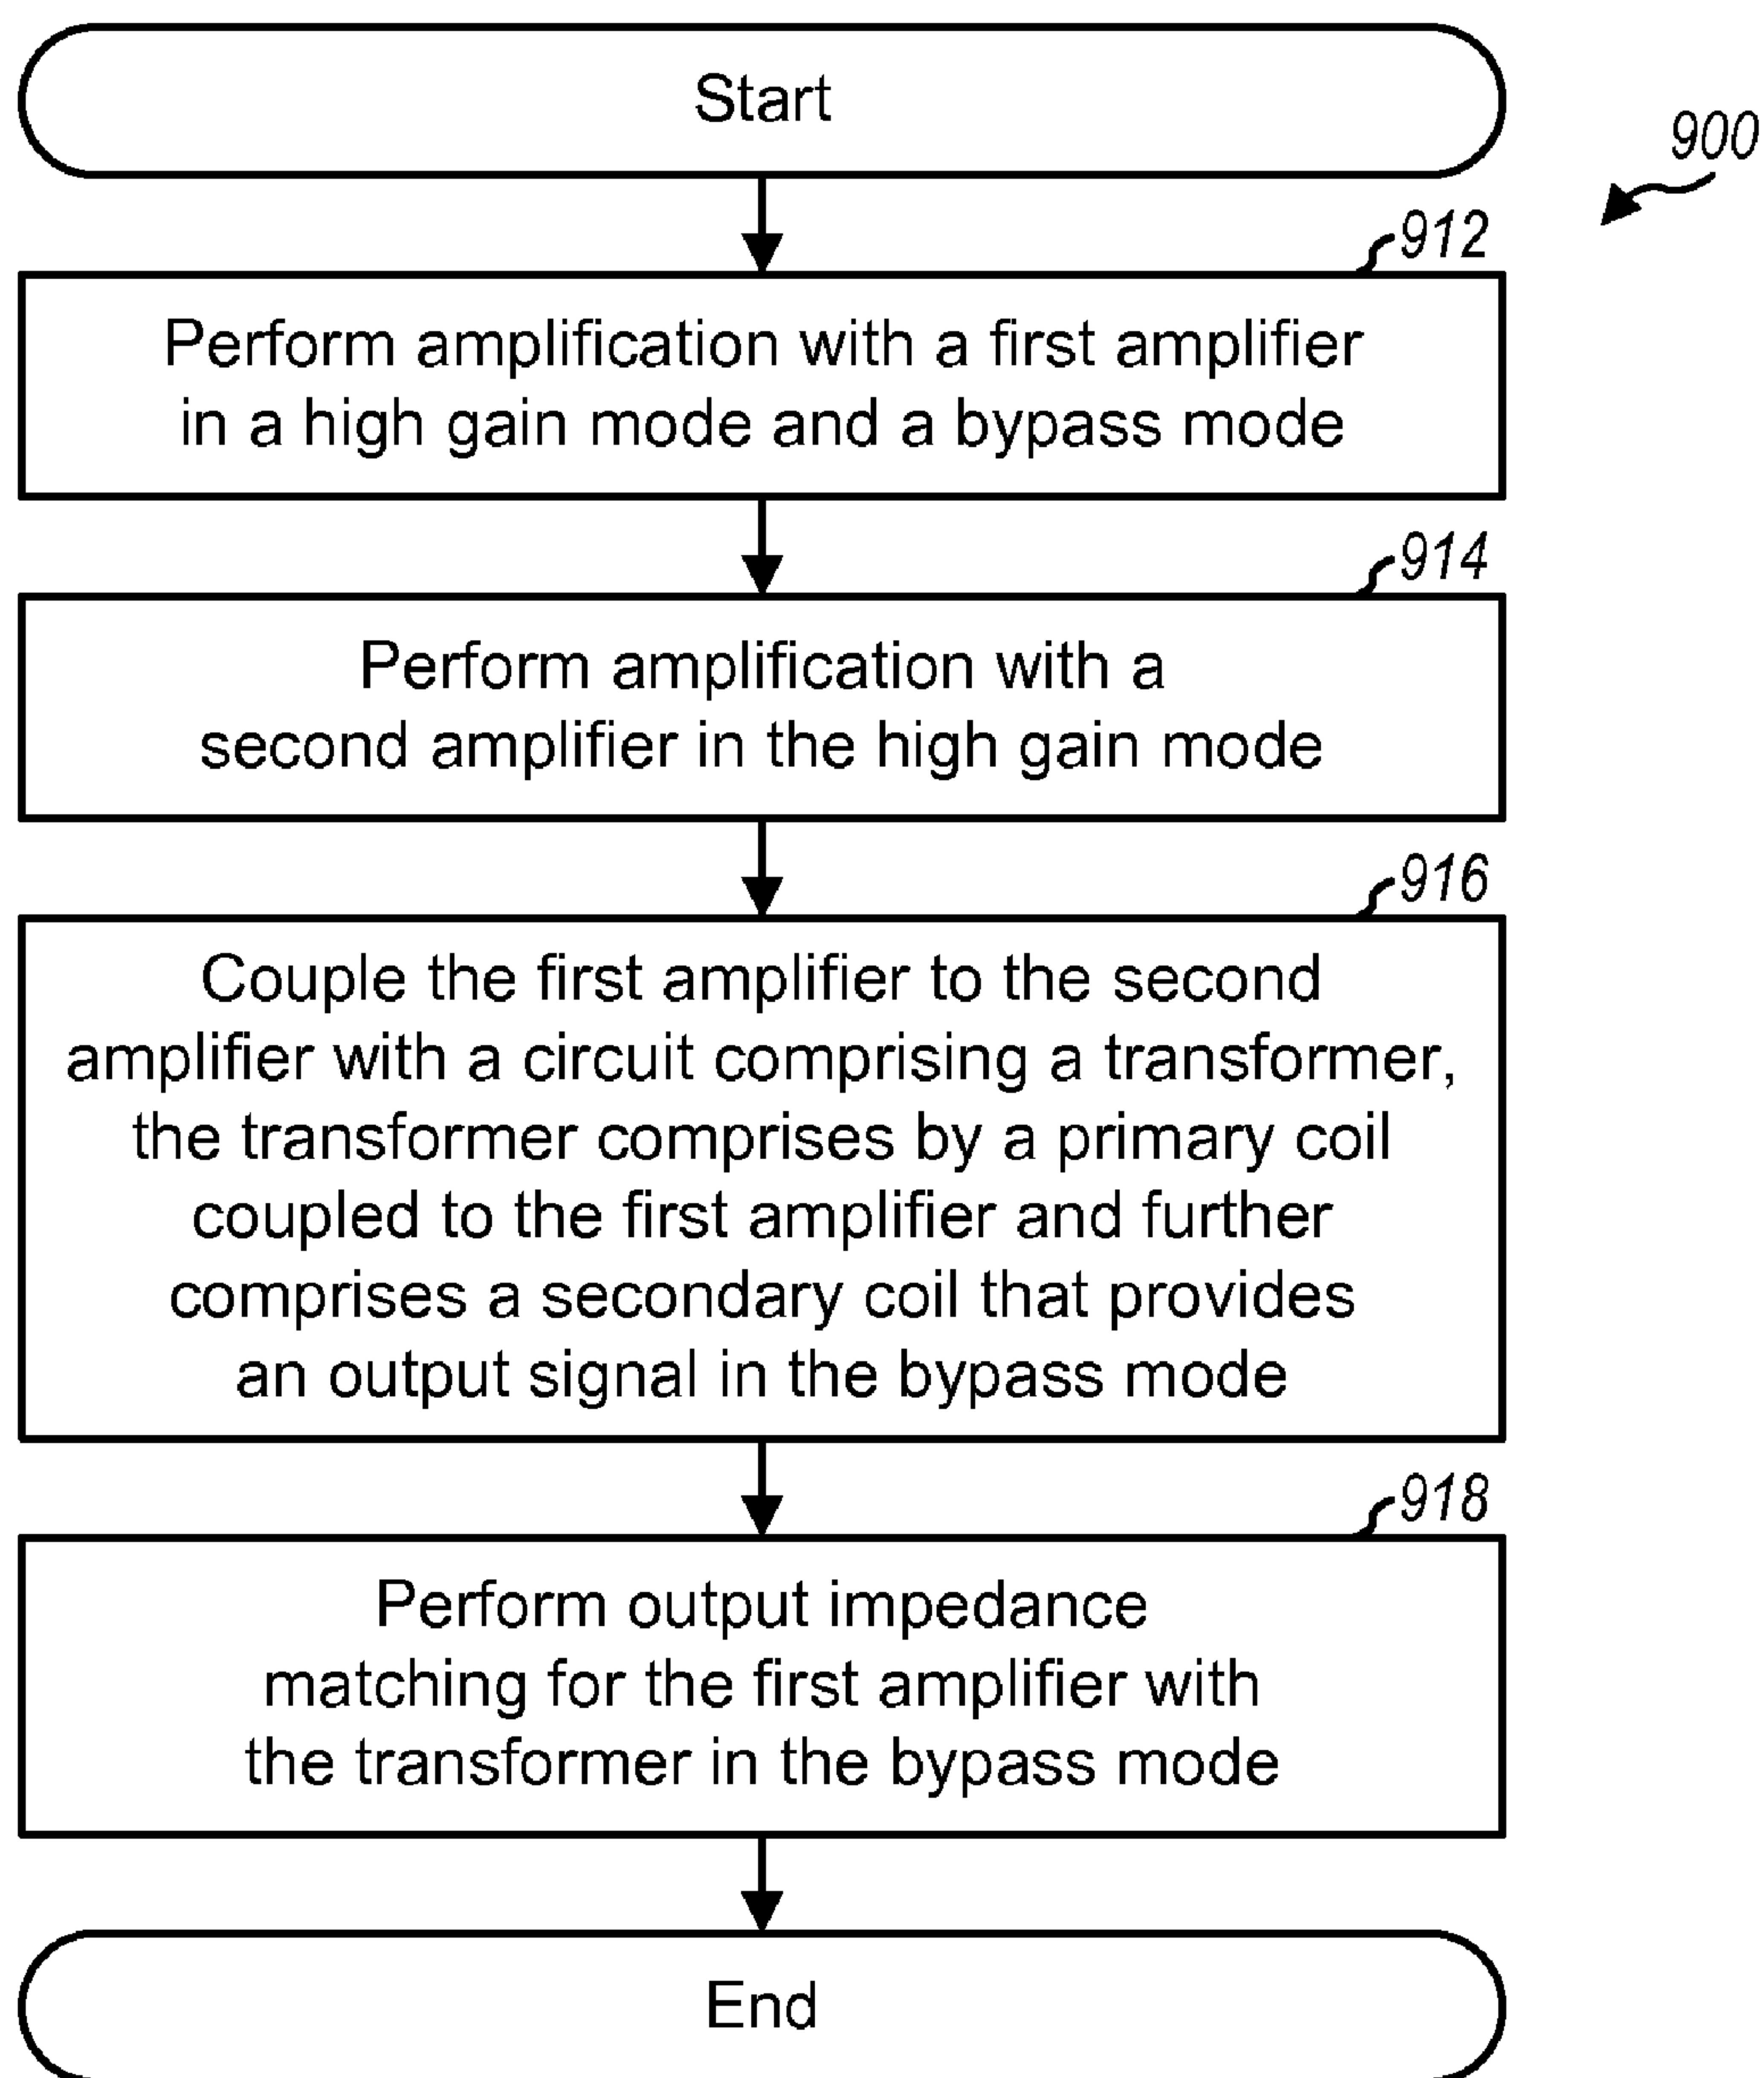 Start
900
912
Perform amplification with a first amplifier
in a high gain mode and a bypass mode
914
Perform amplification with a
second amplifier in the high gain mode
916
Couple the first amplifier to the second
amplifier with a circuit comprising a transformer,
the transformer comprises by a primary coil
coupled to the first amplifier and further
comprises a secondary coil that provides
an output signal in the bypass mode
918
Perform output impedance
matching for the first amplifier with
the transformer in the bypass mode
End